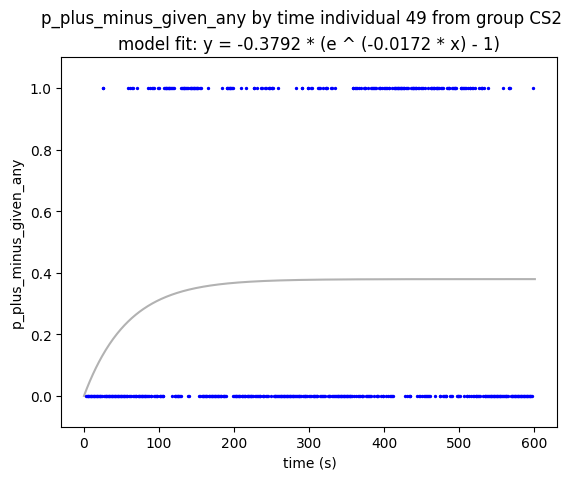 p_plus_minus_given_any by time individual 49 from group CS2
model fit: y = -0.3792 * (e ^ (-0.0172 * x) - 1)
1.0
0.8
0.6
0.4
0.2
0.0
p_plus_minus_given_any
0 100 200 300 400 500 600
time (s)